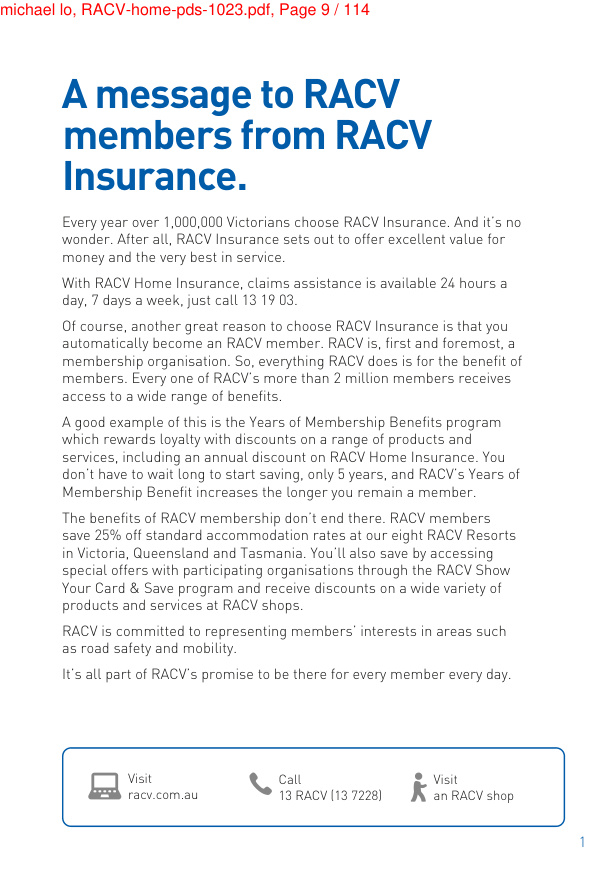 michael lo, RACV-home-pds-1023.pdf, Page 9 / 114
A message to RACV
members from RACV
Insurance.
Every year over 1,000,000 Victorians choose RACV Insurance. And it's no
wonder. After all, RACV Insurance sets out to offer excellent value for
money and the very best in service.
With RACV Home Insurance, claims assistance is available 24 hours a
day, 7 days a week, just call 13 19 03.
Of course, another great reason to choose RACV Insurance is that you
automatically become an RACV member. RACV is, first and foremost, a
membership organisation. So, everything RACV does is for the benefit of
members. Every one of RACV's more than 2 million members receives
access to a wide range of benefits.
A good example of this is the Years of Membership Benefits program
which rewards loyalty with discounts on a range of products and
services, including an annual discount on RACV Home Insurance. You
don't have to wait long to start saving, only 5 years, and RACV's Years of
Membership Benefit increases the longer you remain a member.
The benefits of RACV membership don't end there. RACV members
save 25% off standard accommodation rates at our eight RACV Resorts
in Victoria, Queensland and Tasmania. You'll also save by accessing
special offers with participating organisations through the RACV Show
Your Card & Save program and receive discounts on a wide variety of
products and services at RACV shops.
RACV is committed to representing members' interests in areas such
as road safety and mobility.
It's all part of RACV's promise to be there for every member every day.
Visit
racv.com.au
Call
13 RACV (13 7228)
Visit
an RACV shop
1